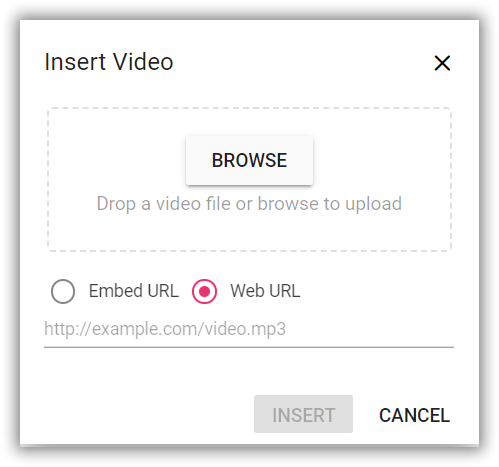 Insert Video
BROWSE
Drop a video file or browse to upload
Embed URL Web URL
http://example.com/video.mp3
INSERT CANCEL